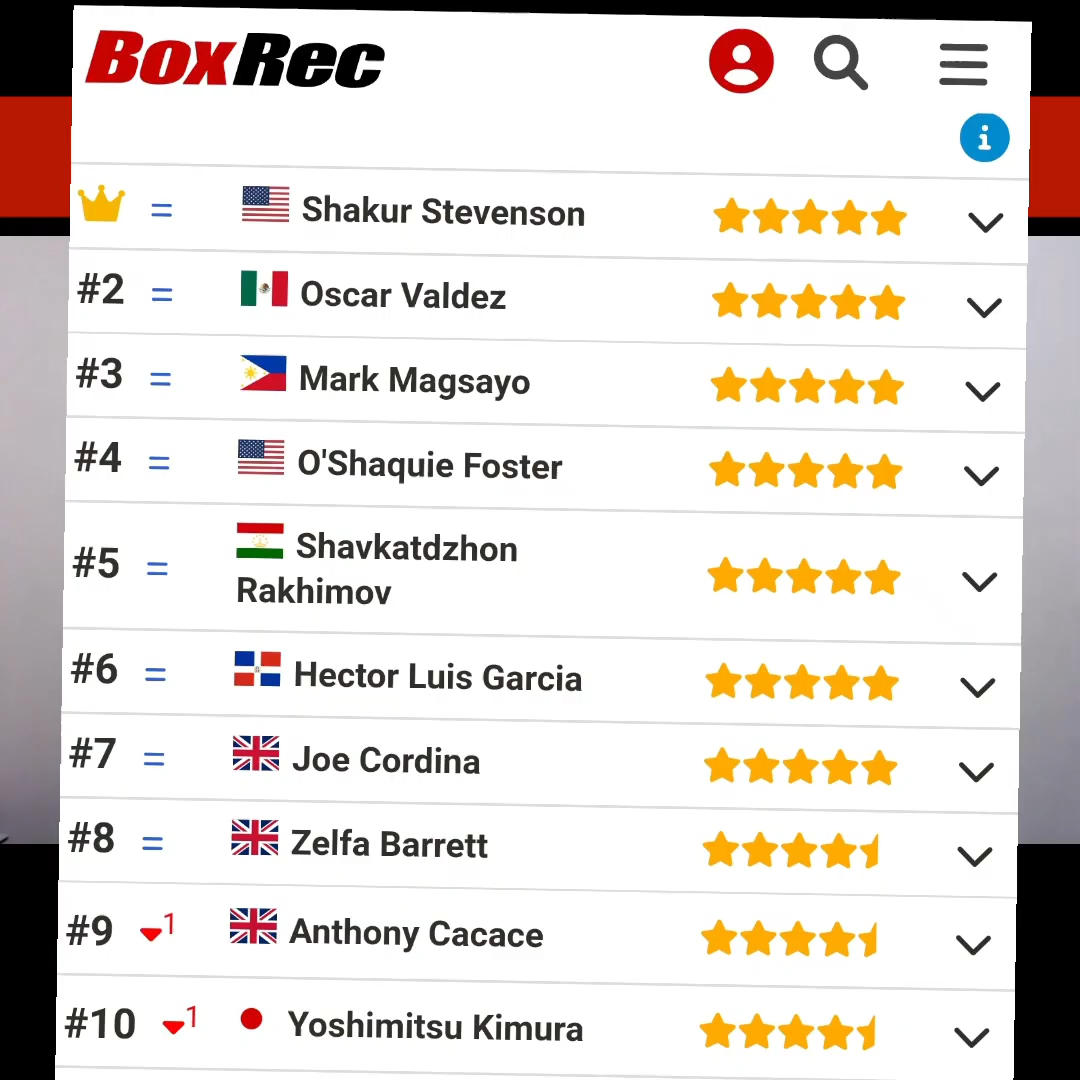 BoxRec
= Shakur Stevenson
#2 = Oscar Valdez
#3 = Mark Magsayo
#4 = O'Shaquie Foster
#5 = Shavkatdzhon
Rakhimov
#6 = Hector Luis Garcia
#7 = Joe Cordina
#8 = Zelfa Barrett
#9 1 Anthony Cacace
#10 1 Yoshimitsu Kimura